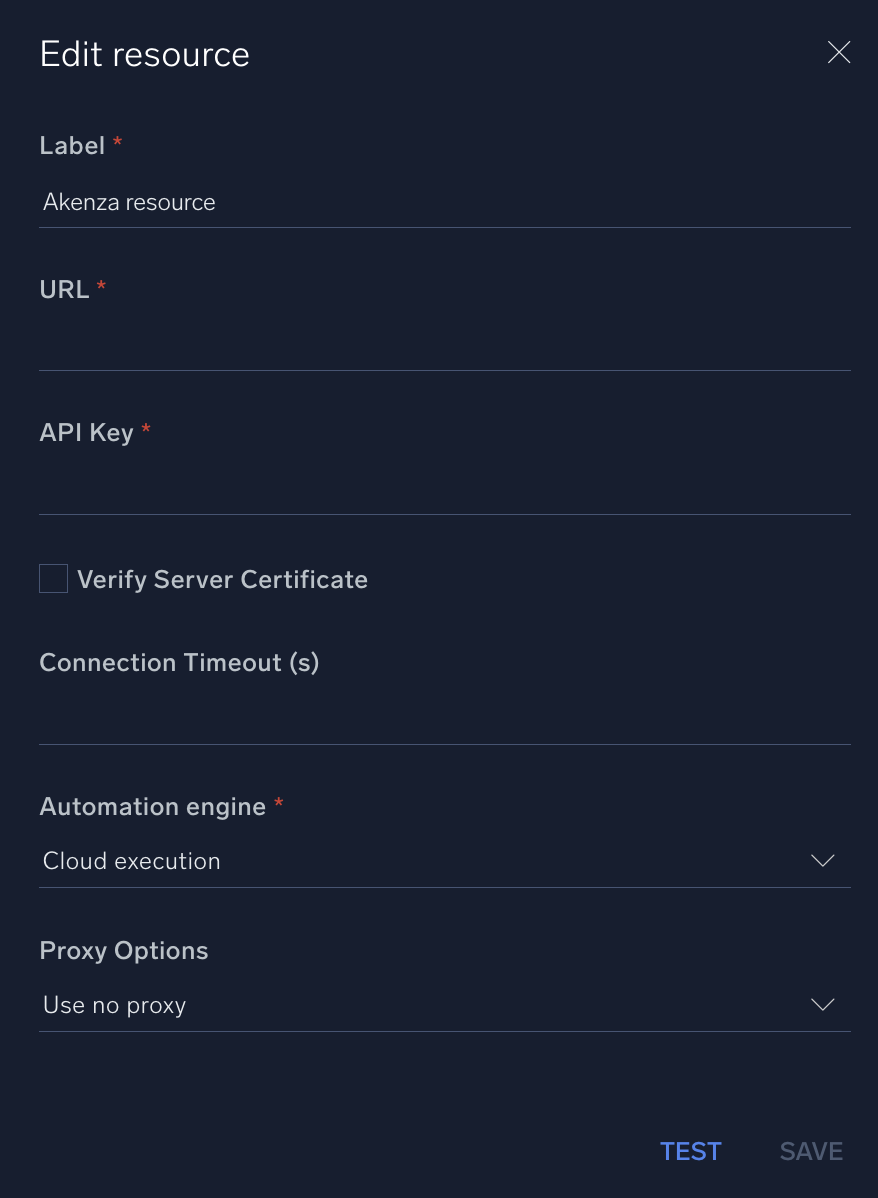 Edit resource
Label *
Akenza resource
URL *
API Key *
Verify Server Certificate
Connection Timeout (s)
Automation engine *
Cloud execution
Proxy Options
Use no proxy
TEST SAVE